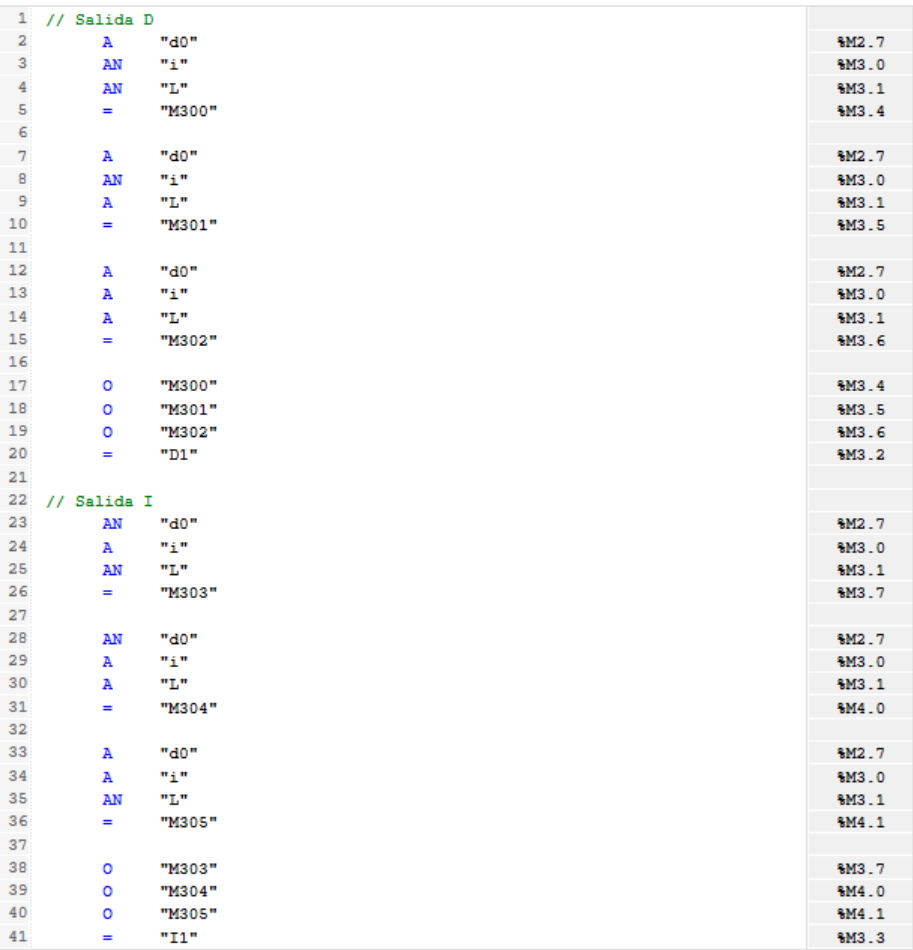 1 // Salida D
2 A "d0" %M2.7
3 AN "i" %M3.0
4 AN "L" %M3.1
5 = "M300" %M3.4
6
7 A "d0" %M2.7
8 AN "i" %M3.0
9 A "L" %M3.1
10 = "M301" %M3.5
11
12 A "d0" %M2.7
13 A "i" %M3.0
14 A "L" %M3.1
15 = "M302" %M3.6
16
17 O "M300" %M3.4
18 O "M301" %M3.5
19 O "M302" %M3.6
20 = "D1" %M3.2
21
22 // Salida I
23 AN "d0" %M2.7
24 A "i" %M3.0
25 AN "L" %M3.1
26 = "M303" %M3.7
27
28 AN "d0" %M2.7
29 A "i" %M3.0
30 A "L" %M3.1
31 = "M304" %M4.0
32
33 A "d0" %M2.7
34 A "i" %M3.0
35 AN "L" %M3.1
36 = "M305" %M4.1
37
38 O "M303" %M3.7
39 O "M304" %M4.0
40 O "M305" %M4.1
41 = "I1" %M3.3